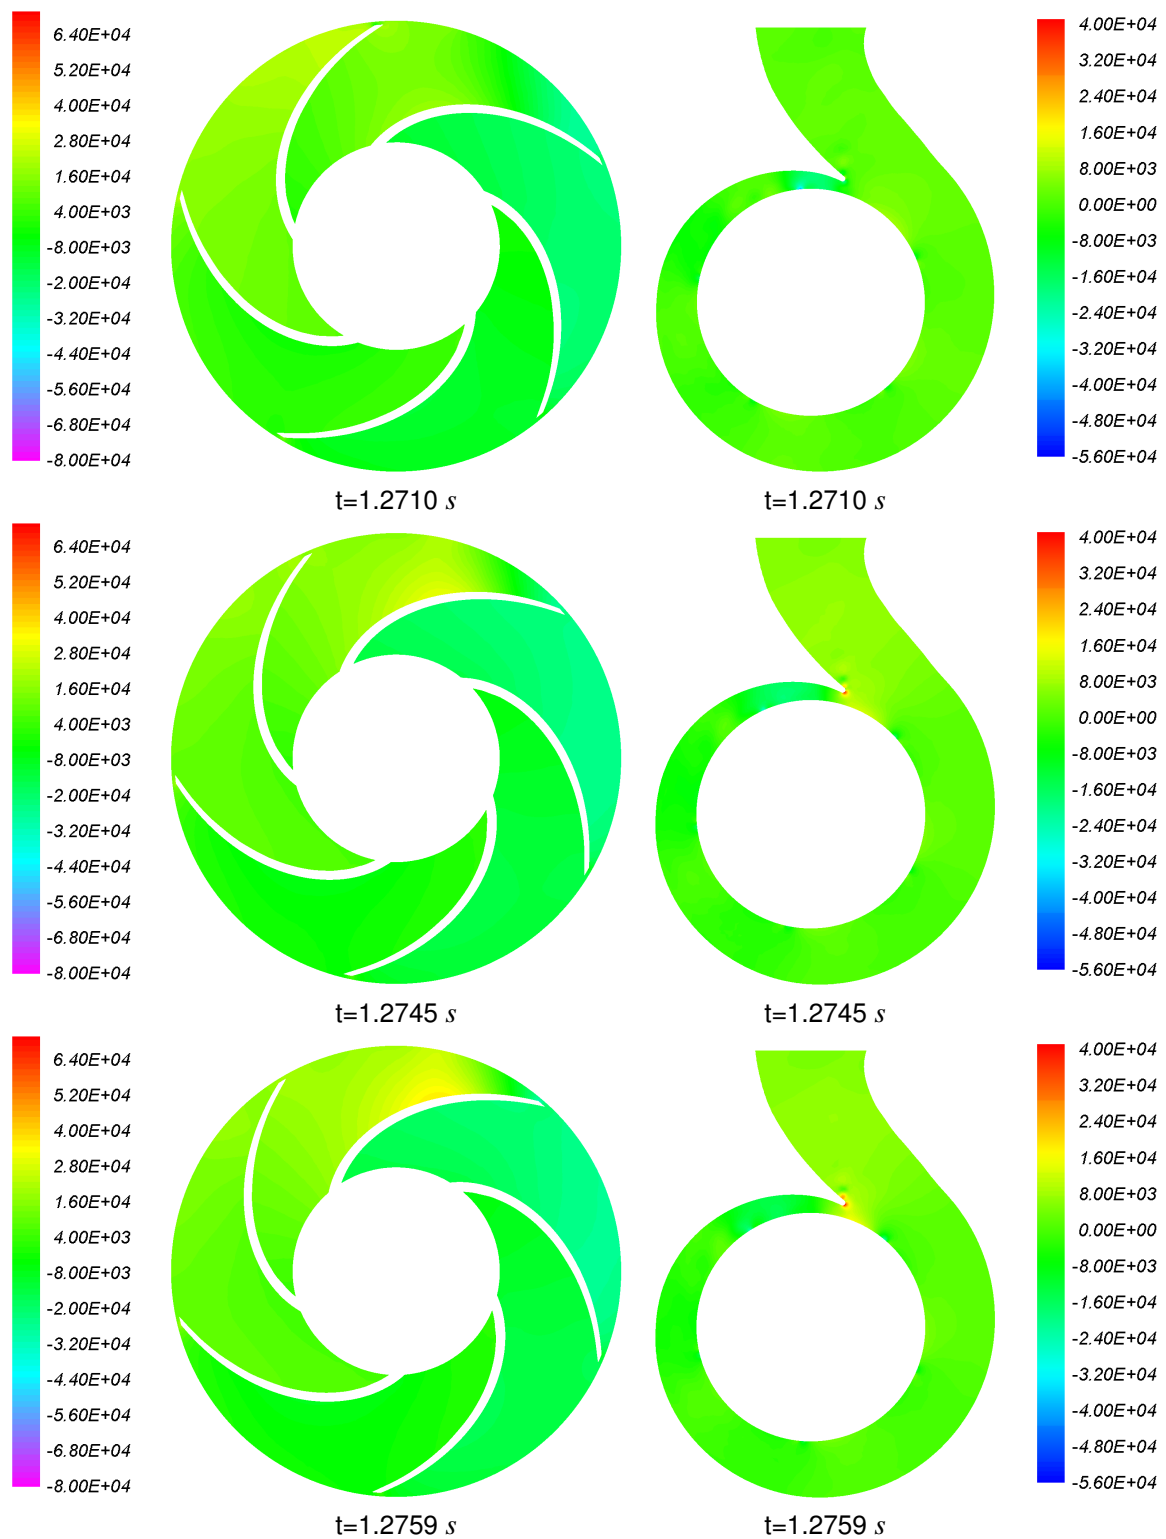 6.40E+04
5.20E+04
4.00E+04
2.80E+04
1.60E+04
4.00E+03
-8.00E+03
-2.00E+04
-3.20E+04
-4.40E+04
-5.60E+04
-6.80E+04
-8.00E+04
4.00E+04
3.20E+04
2.40E+04
1.60E+04
8.00E+03
0.00E+00
-8.00E+03
-1.60E+04
-2.40E+04
-3.20E+04
-4.00E+04
-4.80E+04
-5.60E+04
t=1.2710 s
t=1.2710 s
6.40E+04
5.20E+04
4.00E+04
2.80E+04
1.60E+04
4.00E+03
-8.00E+03
-2.00E+04
-3.20E+04
-4.40E+04
-5.60E+04
-6.80E+04
-8.00E+04
4.00E+04
3.20E+04
2.40E+04
1.60E+04
8.00E+03
0.00E+00
-8.00E+03
-1.60E+04
-2.40E+04
-3.20E+04
-4.00E+04
-4.80E+04
-5.60E+04
t=1.2745 s
t=1.2745 s
6.40E+04
5.20E+04
4.00E+04
2.80E+04
1.60E+04
4.00E+03
-8.00E+03
-2.00E+04
-3.20E+04
-4.40E+04
-5.60E+04
-6.80E+04
-8.00E+04
4.00E+04
3.20E+04
2.40E+04
1.60E+04
8.00E+03
0.00E+00
-8.00E+03
-1.60E+04
-2.40E+04
-3.20E+04
-4.00E+04
-4.80E+04
-5.60E+04
t=1.2759 s
t=1.2759 s